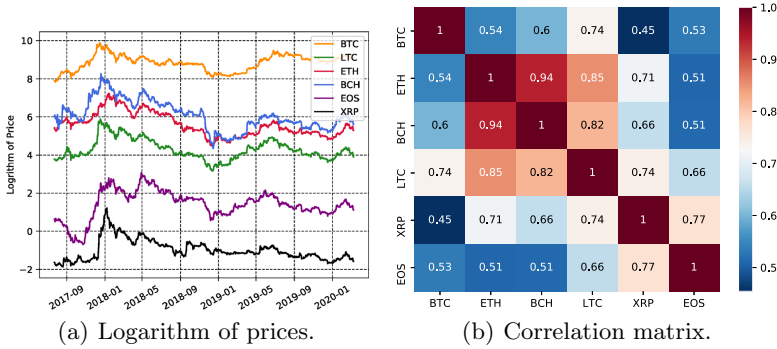 Logrithm of Price
10
8
6
4
2
0
−2
BTC
LTC
ETH
BCH
EOS
XRP
2017-09
2018-01
2018-05
2018-09
2019-01
2019-05
2019-09
2020-01
(a) Logarithm of prices.
BTC 1 0.54 0.6 0.74 0.45 0.53
ETH 0.54 1 0.94 0.85 0.71 0.51
BCH 0.6 0.94 1 0.82 0.66 0.51
LTC 0.74 0.85 0.82 1 0.74 0.66
XRP 0.45 0.71 0.66 0.74 1 0.77
EOS 0.53 0.51 0.51 0.66 0.77 1
BTC ETH BCH LTC XRP EOS
1.0
0.9
0.8
0.7
0.6
0.5
(b) Correlation matrix.